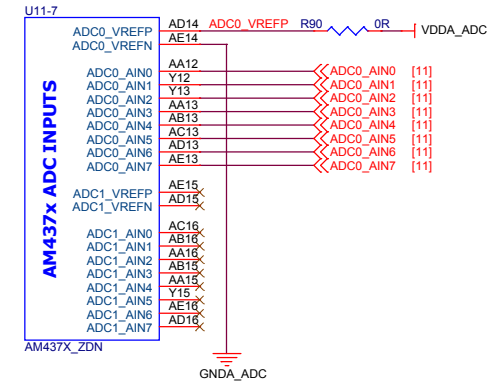 U11-7
ADC0_VREFP AD14 ADC0_VREFP R90 0R VDDA_ADC
ADC0_VREFN AE14
ADC0_AIN0 AA12 ADC0_AIN0 [11]
ADC0_AIN1 Y12 ADC0_AIN1 [11]
ADC0_AIN2 Y13 ADC0_AIN2 [11]
ADC0_AIN3 AA13 ADC0_AIN3 [11]
ADC0_AIN4 AB13 ADC0_AIN4 [11]
ADC0_AIN5 AC13 ADC0_AIN5 [11]
ADC0_AIN6 AD13 ADC0_AIN6 [11]
ADC0_AIN7 AE13 ADC0_AIN7 [11]
AM437x ADC INPUTS
ADC1_VREFP AE15
ADC1_VREFN AD15
ADC1_AIN0 AC16
ADC1_AIN1 AB16
ADC1_AIN2 AA16
ADC1_AIN3 AB15
ADC1_AIN4 AA15
ADC1_AIN5 Y15
ADC1_AIN6 AE16
ADC1_AIN7 AD16
AM437X_ZDN
GNDA_ADC